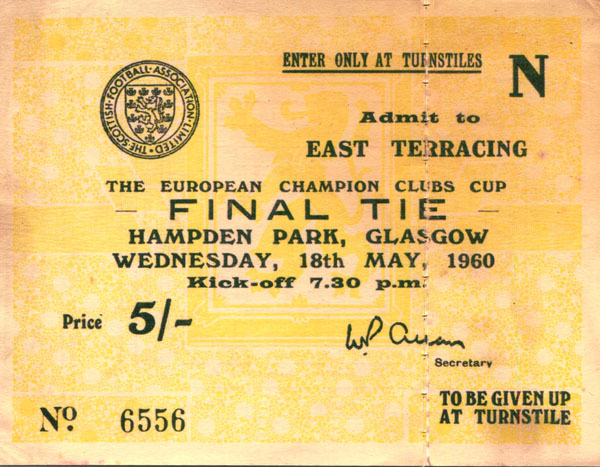 THE SCOTTISH FOOTBALL ASSOCIATION LIMITED
ENTER ONLY AT TURNSTILES
N
Admit to
EAST TERRACING
THE EUROPEAN CHAMPION CLUBS CUP
— FINAL TIE —
HAMPDEN PARK, GLASGOW
WEDNESDAY, 18th MAY, 1960
Kick-off 7.30 p.m.
Price 5/-
Secretary
TO BE GIVEN UP
AT TURNSTILE
No. 6556